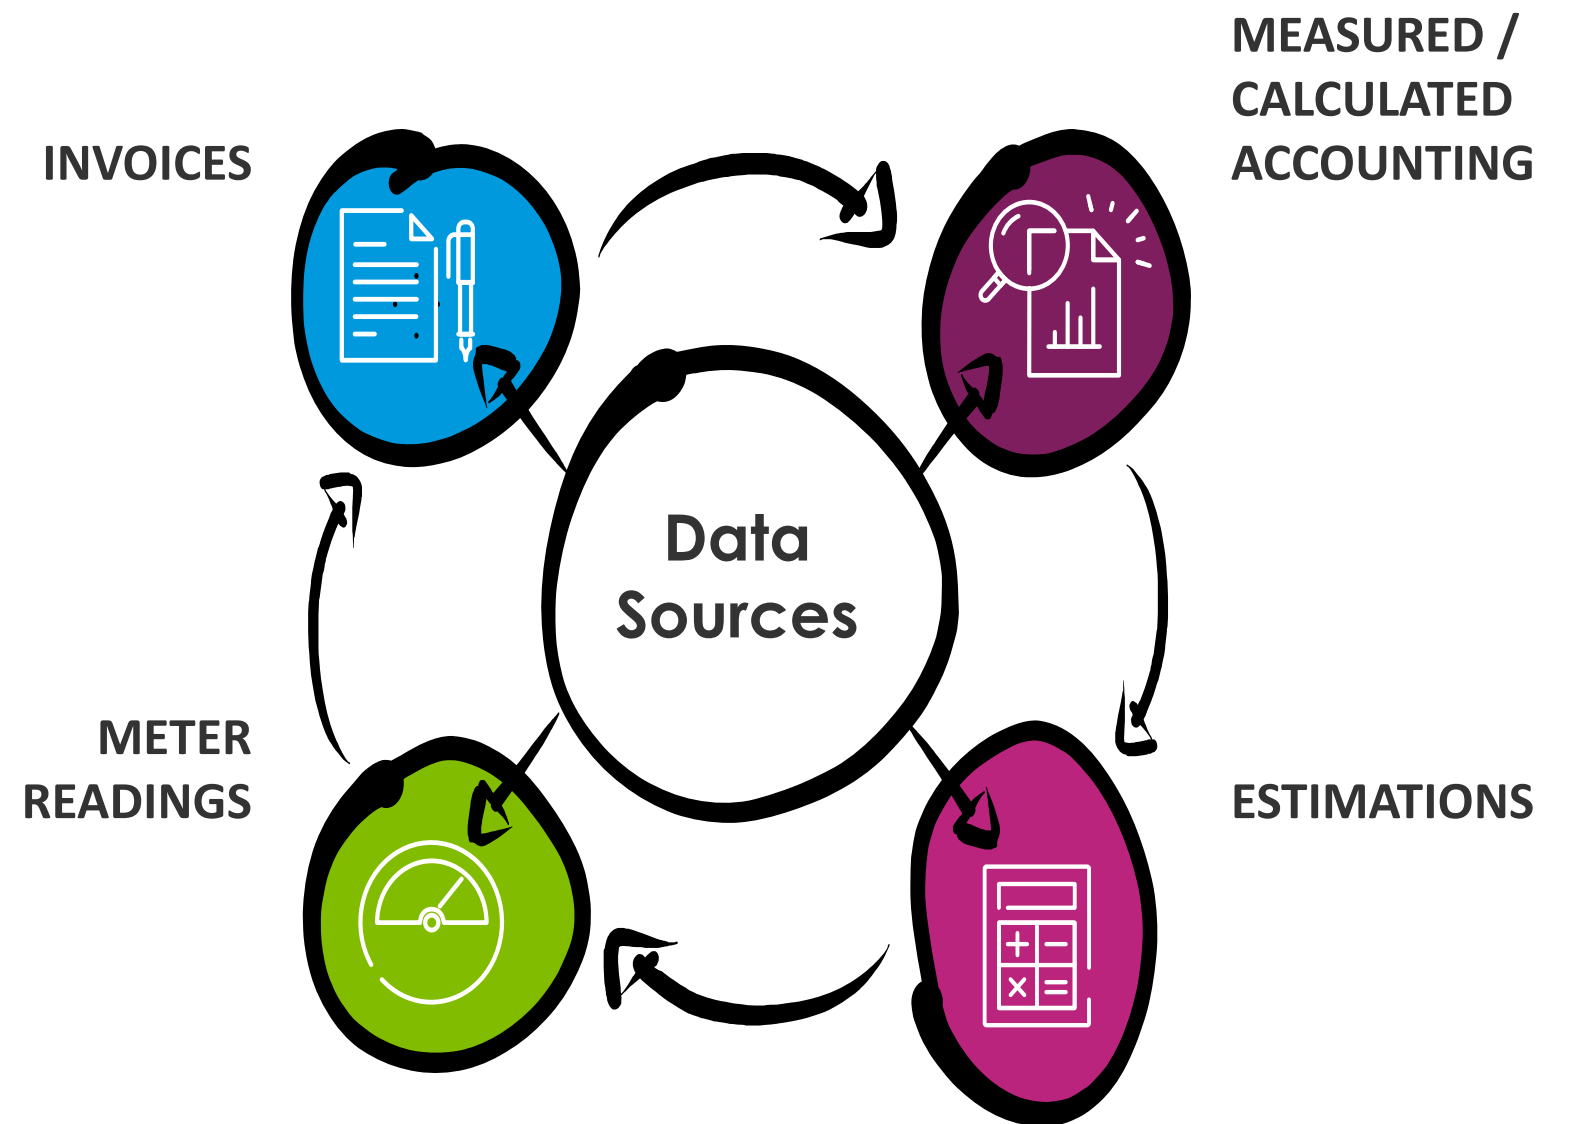 INVOICES
MEASURED /
CALCULATED
ACCOUNTING
Data
Sources
METER
READINGS
ESTIMATIONS